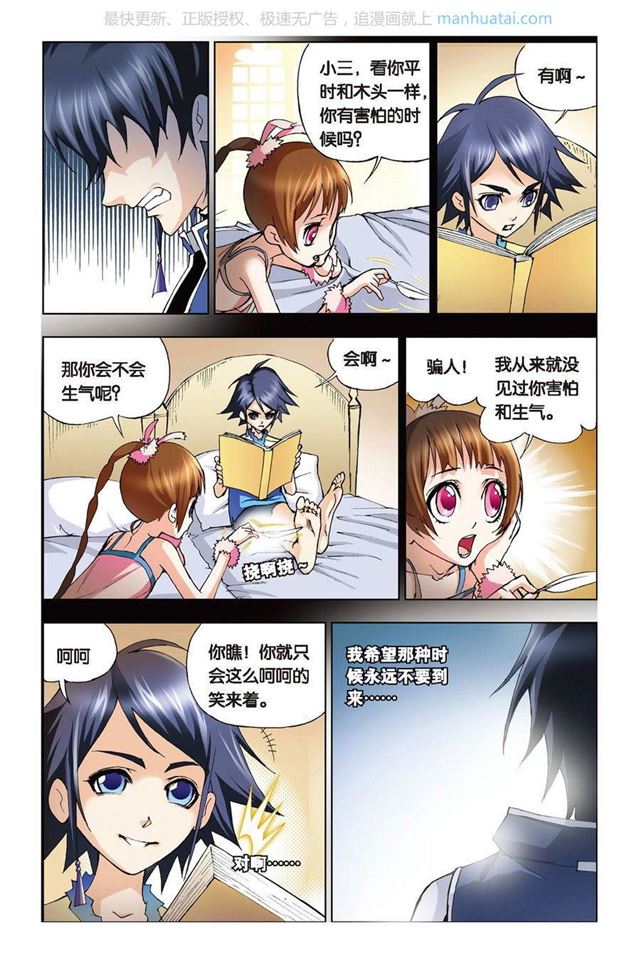 最快更新、正版授权、极速无广告，追漫画就上 manhuatai.com
小三，看你平
时和木头一样，
你有害怕的时
候吗？
有啊～
那你会不会
生气呢？
会啊～
挠啊挠～
骗人！
我从来就没
见过你害怕
和生气。
呵呵
你瞧！你就只
会这么呵呵的
笑来着。
对啊……
我希望那种时
候永远不要到
来……